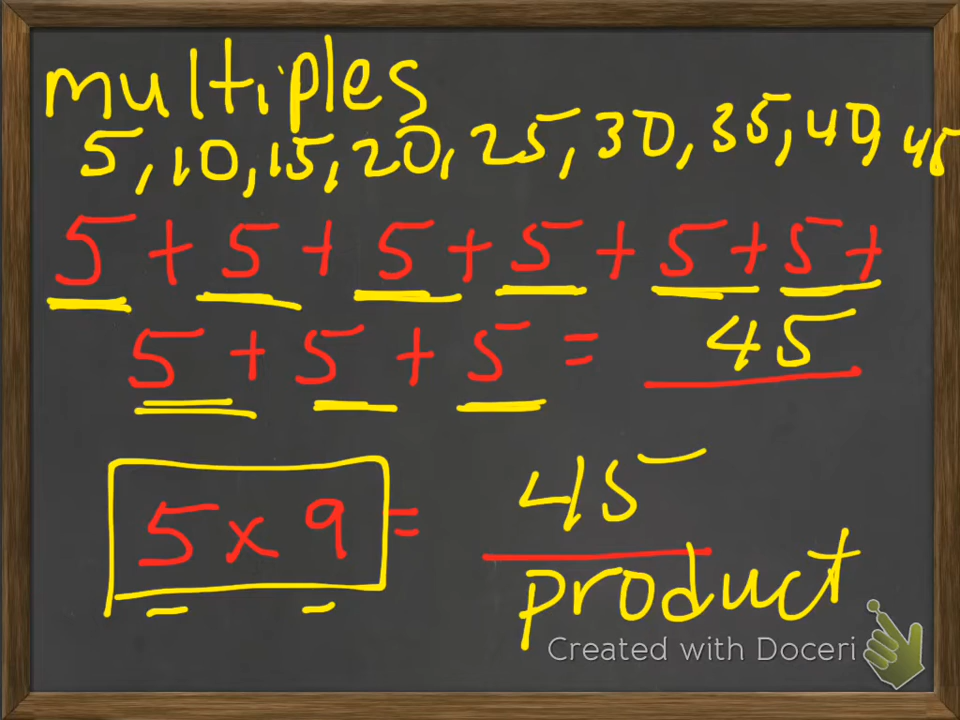 multiples
5, 10, 15, 20, 25, 30, 35, 40, 45
5 + 5 + 5 + 5 + 5 + 5 +
5 + 5 + 5 = 45
5 x 9 = 45
product
Created with Doceri